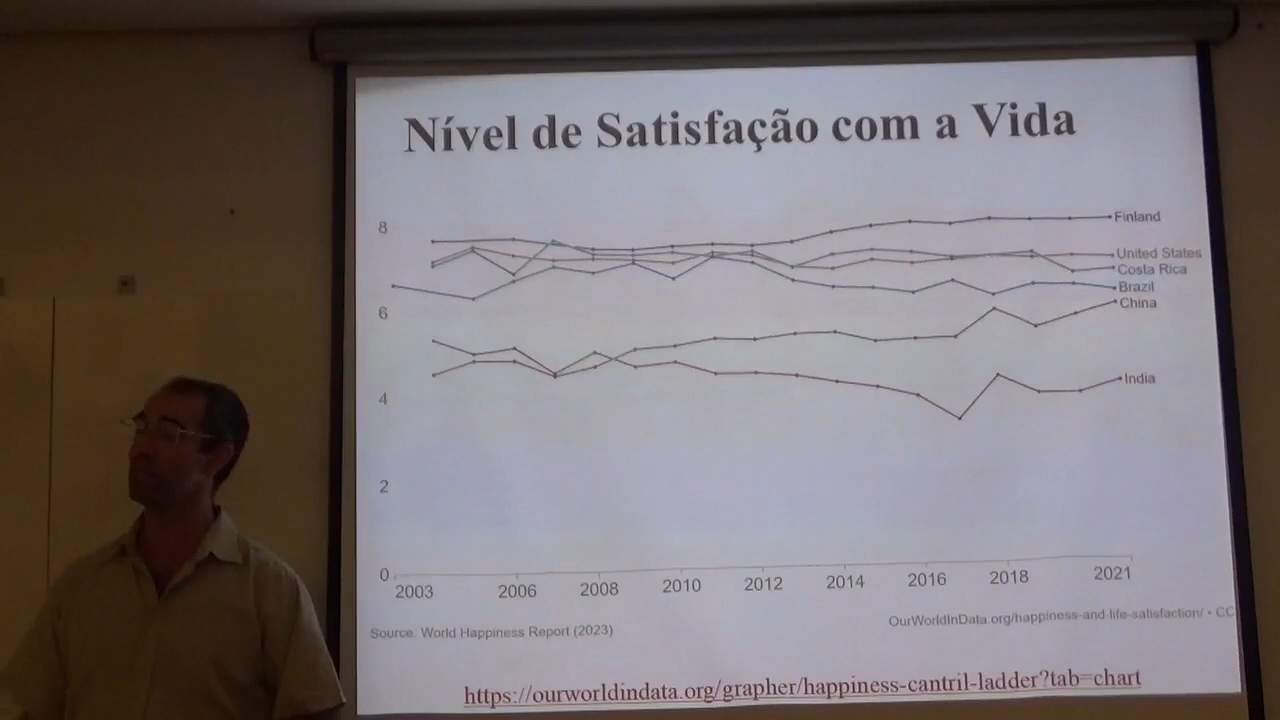 Nível de Satisfação com a Vida
8
Finland
United States
Costa Rica
6
Brazil
China
4
India
2
0
2003 2006 2008 2010 2012 2014 2016 2018 2021
Source: World Happiness Report (2023)
OurWorldInData.org/happiness-and-life-satisfaction/ • CC
https://ourworldindata.org/grapher/happiness-cantril-ladder?tab=chart